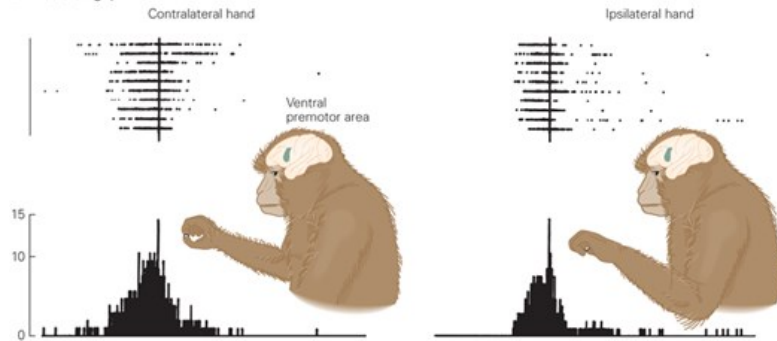 Contralateral hand
Ipsilateral hand
Ventral
premotor area
15
10
0